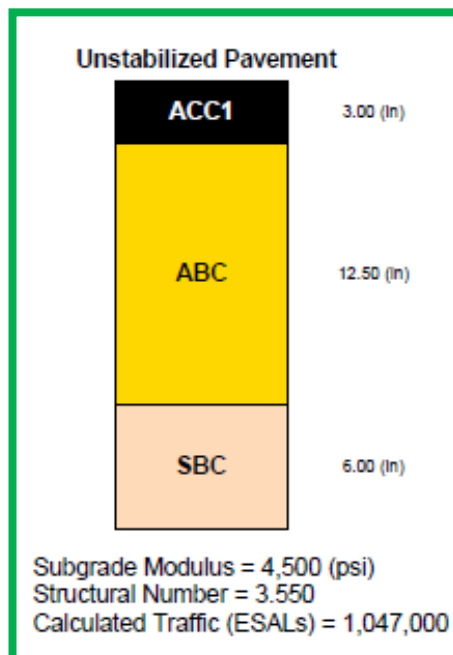 Unstabilized Pavement
ACC1 3.00 (in)
ABC 12.50 (in)
SBC 6.00 (in)
Subgrade Modulus = 4,500 (psi)
Structural Number = 3.550
Calculated Traffic (ESALs) = 1,047,000